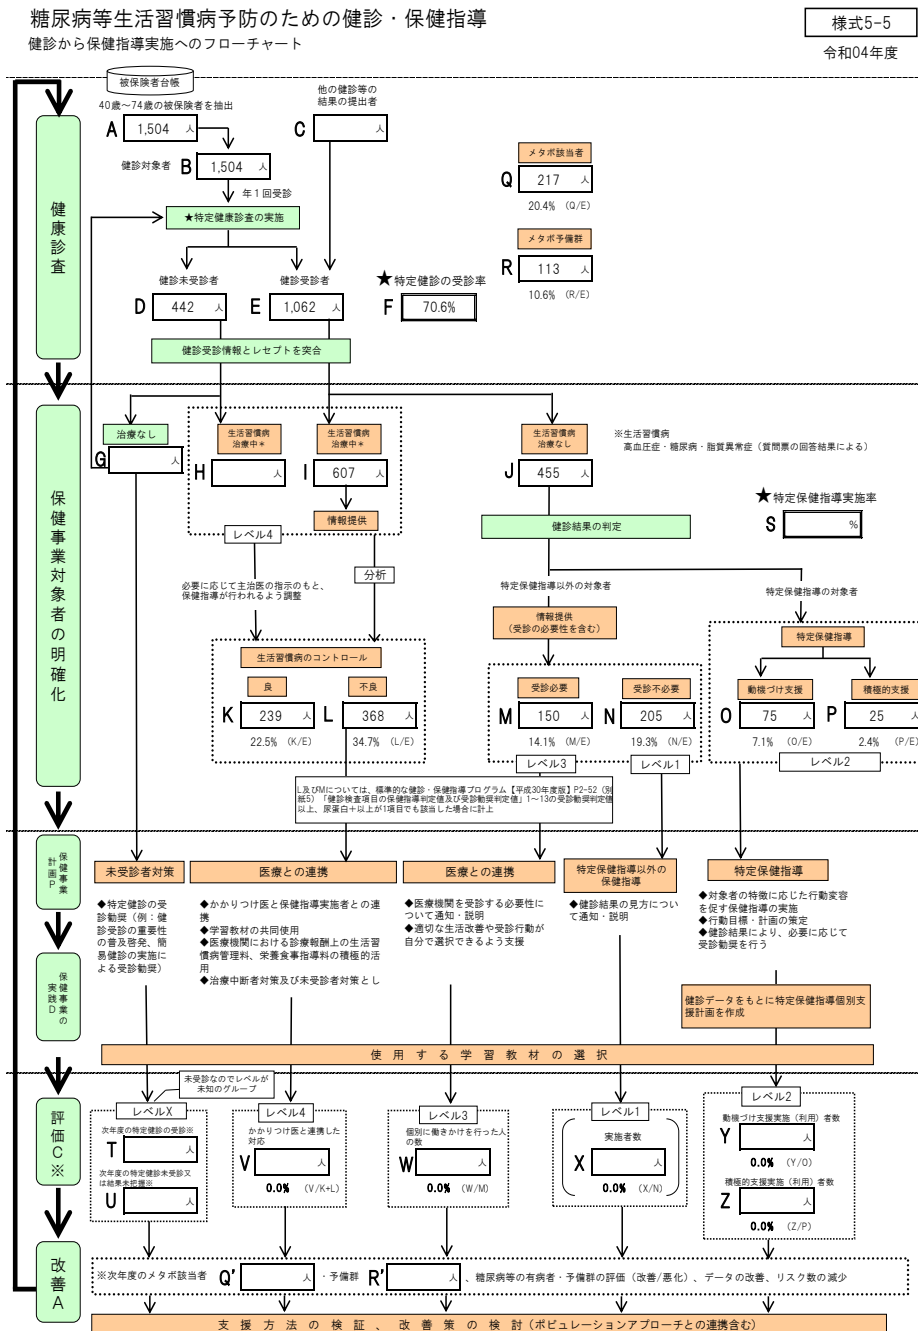 糖尿病等生活習慣病予防のための健診・保健指導
様式5-5
健診から保健指導実施へのフローチャート
令和04年度
被保険者台帳
他の健診等の
結果の提出者
40歳～74歳の被保険者を抽出
A 1,504 人
C 人
健診対象者 B 1,504 人
年1回受診
★特定健康診査の実施
メタボ該当者
Q 217 人
20.4% (Q/E)
メタボ予備群
R 113 人
10.6% (R/E)
健診未受診者
健診受診者
★特定健診の受診率
D 442 人
E 1,062 人
F 70.6%
健診受診情報とレセプトを突合
健康診査
治療なし
G 人
生活習慣病
治療中＊
H 人
生活習慣病
治療中＊
I 607 人
情報提供
レベル4
生活習慣病
治療なし
J 455 人
※生活習慣病
高血圧症・糖尿病・脂質異常症（質問票の回答結果による）
★特定保健指導実施率
S %
健診結果の判定
保健事業対象者の明確化
必要に応じて主治医の指示のもと、
保健指導が行われるよう調整
分析
特定保健指導以外の対象者
特定保健指導の対象者
情報提供
（受診の必要性を含む）
特定保健指導
生活習慣病のコントロール
良
不良
K 239 人
L 368 人
22.5% (K/E)
34.7% (L/E)
受診必要
受診不必要
M 150 人
N 205 人
14.1% (M/E)
19.3% (N/E)
レベル3
レベル1
動機づけ支援
積極的支援
O 75 人
P 25 人
7.1% (O/E)
2.4% (P/E)
レベル2
L及びMについては、標準的な健診・保健指導プログラム【平成30年度版】P2-52（別
紙5）「健診検査項目の保健指導判定値及び受診勧奨判定値」1～13の受診勧奨判定値
以上、尿蛋白＋以上が1項目でも該当した場合に計上
保健事業
計画P
未受診者対策
医療との連携
医療との連携
特定保健指導以外の
保健指導
特定保健指導
◆特定健診の受
診勧奨（例：健
診受診の重要性
の普及啓発、簡
易健診の実施に
よる受診勧奨）
◆かかりつけ医と保健指導実施者との連
携
◆学習教材の共同使用
◆医療機関における診療報酬上の生活習
慣病管理料、栄養食事指導料の積極的活
用
◆治療中断者対策及び未受診者対策とし
◆医療機関を受診する必要性に
ついて通知・説明
◆適切な生活改善や受診行動が
自分で選択できるよう支援
◆健診結果の見方につい
て通知・説明
◆対象者の特徴に応じた行動変容
を促す保健指導の実施
◆行動目標・計画の策定
◆健診結果により、必要に応じて
受診勧奨を行う
保健事業の
実践D
健診データをもとに特定保健指導個別支
援計画を作成
使用する学習教材の選択
未受診なのでレベルが
未知のグループ
評価C※
レベルX
次年度の特定健診の受診※
T 人
次年度の特定健診未受診又
は結果未把握※
U 人
レベル4
かかりつけ医と連携した
対応
V 人
0.0% (V/K+L)
レベル3
個別に働きかけを行った人
の数
W 人
0.0% (W/M)
レベル1
実施者数
X 人
0.0% (X/N)
レベル2
動機づけ支援実施（利用）者数
Y 人
0.0% (Y/O)
積極的支援実施（利用）者数
Z 人
0.0% (Z/P)
改善A
※次年度のメタボ該当者 Q' 人 ・予備群 R' 人 、糖尿病等の有病者・予備群の評価（改善/悪化）、データの改善、リスク数の減少
支援方法の検証、改善策の検討(ポピュレーションアプローチとの連携含む)